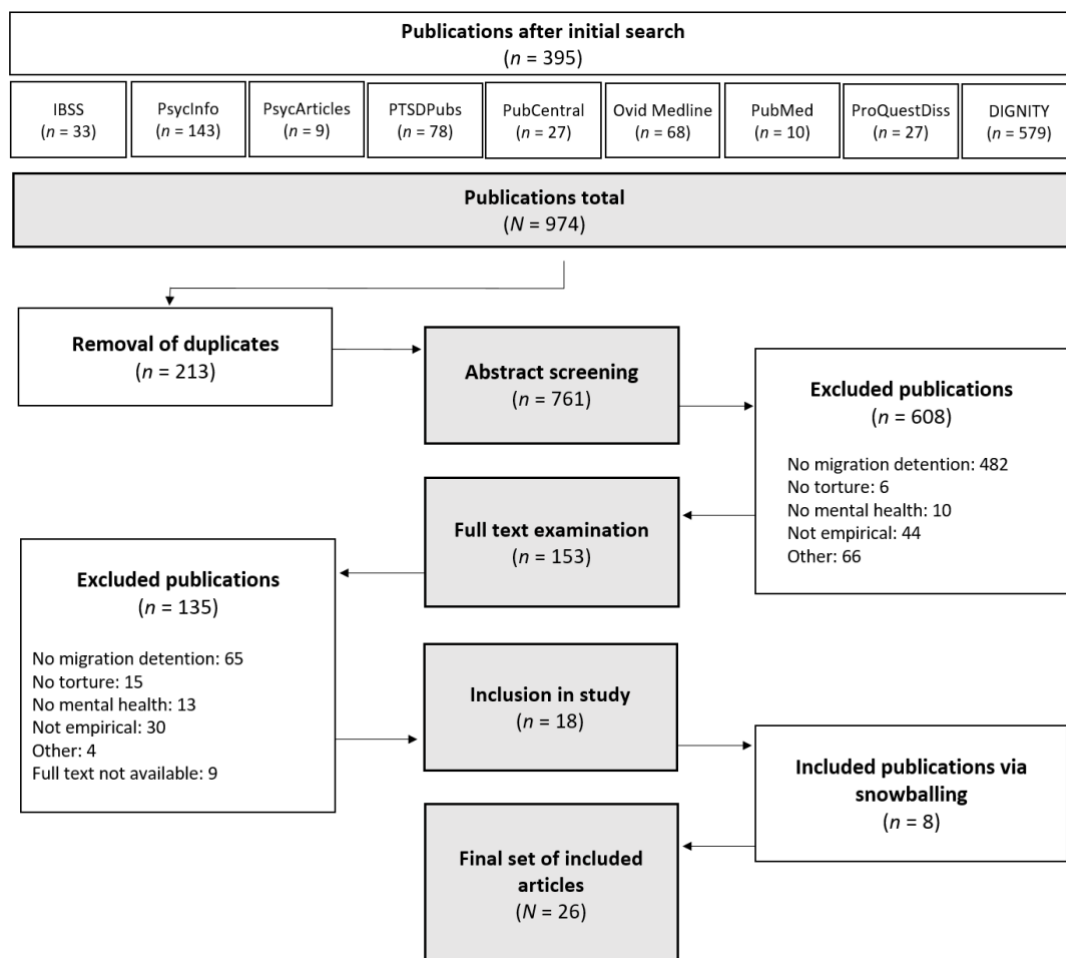 Publications after initial search
(n = 395)
IBSS
(n = 33)
PsycInfo
(n = 143)
PsycArticles
(n = 9)
PTSDPubs
(n = 78)
PubCentral
(n = 27)
Ovid Medline
(n = 68)
PubMed
(n = 10)
ProQuestDiss
(n = 27)
DIGNITY
(n = 579)
Publications total
(N = 974)
Removal of duplicates
(n = 213)
Abstract screening
(n = 761)
Excluded publications
(n = 608)
No migration detention: 482
No torture: 6
No mental health: 10
Not empirical: 44
Other: 66
Full text examination
(n = 153)
Excluded publications
(n = 135)
No migration detention: 65
No torture: 15
No mental health: 13
Not empirical: 30
Other: 4
Full text not available: 9
Inclusion in study
(n = 18)
Included publications via
snowballing
(n = 8)
Final set of included
articles
(N = 26)